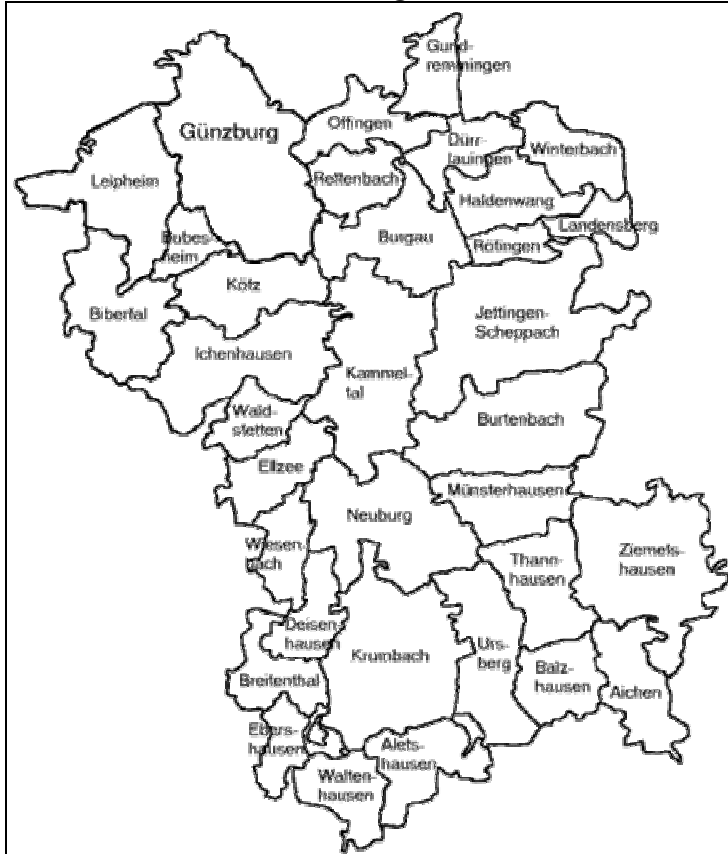 Gund-
remmingen
Offingen
Günzburg
Dürr-
lauingen
Winterbach
Leipheim
Rettenbach
Haldenwang
Landensberg
Bubes-
heim
Burgau
Rötingen
Kötz
Bibertal
Jettingen-
Scheppach
Ichenhausen
Kammel-
tal
Wald-
stetten
Burtenbach
Ellzee
Münsterhausen
Neuburg
Wiesen-
bach
Thann-
hausen
Ziemets-
hausen
Deisen-
hausen
Krumbach
Urs-
berg
Balz-
hausen
Breitenthal
Aichen
Ebers-
hausen
Alets-
hausen
Walten-
hausen